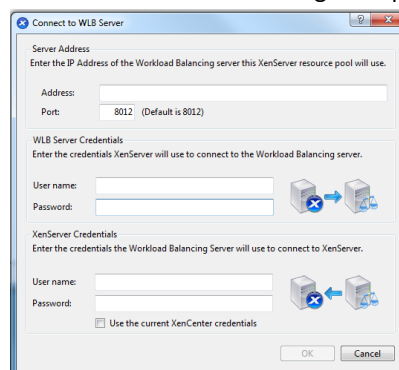 Connect to WLB Server
Server Address
Enter the IP Address of the Workload Balancing server this XenServer resource pool will use.
Address:
Port: 8012 (Default is 8012)
WLB Server Credentials
Enter the credentials XenServer will use to connect to the Workload Balancing server.
User name:
Password:
XenServer Credentials
Enter the credentials the Workload Balancing Server will use to connect to XenServer.
User name:
Password:
Use the current XenCenter credentials
OK Cancel